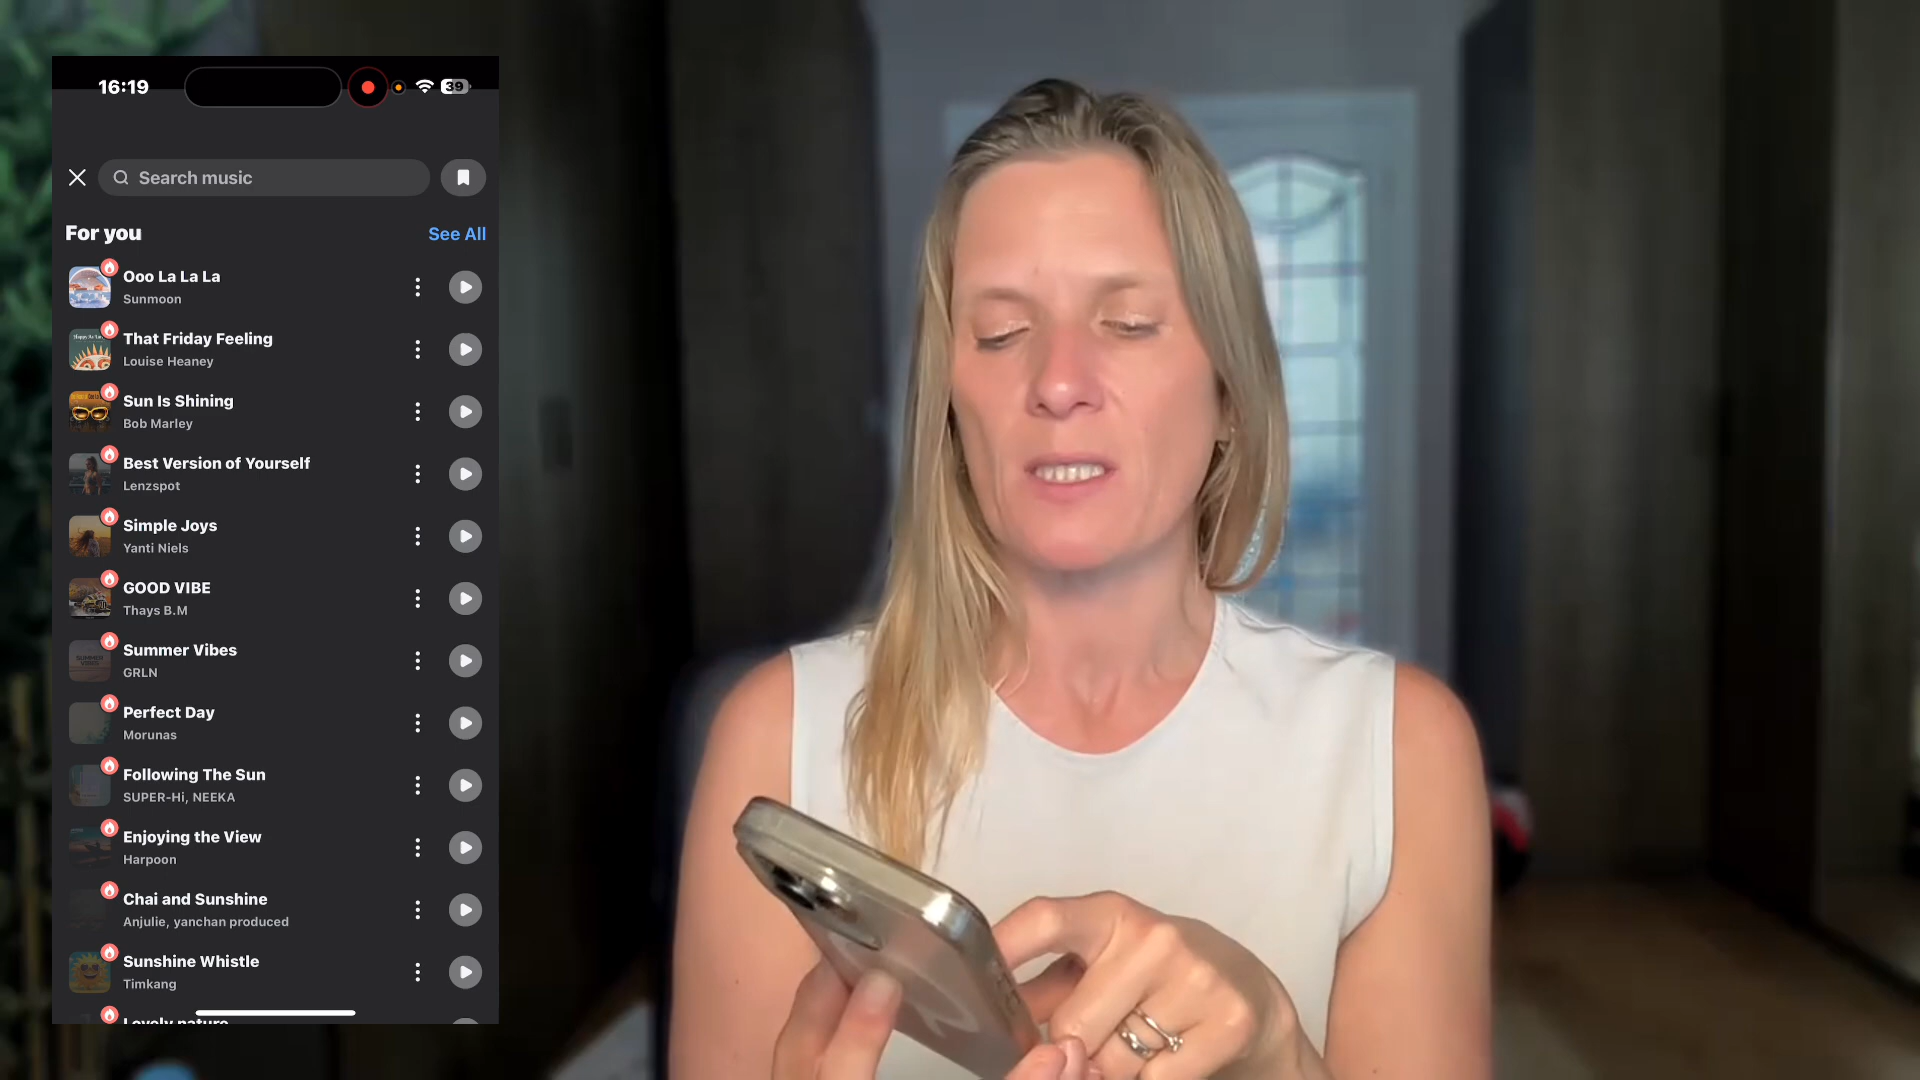 16:19
39
Search music
For you
See All
Ooo La La La
Sunmoon
That Friday Feeling
Louise Heaney
Sun Is Shining
Bob Marley
Best Version of Yourself
Lenzspot
Simple Joys
Yanti Niels
GOOD VIBE
Thays B.M
Summer Vibes
GRLN
Perfect Day
Morunas
Following The Sun
SUPER-Hi, NEEKA
Enjoying the View
Harpoon
Chai and Sunshine
Anjulie, yanchan produced
Sunshine Whistle
Timkang
Lovely nature